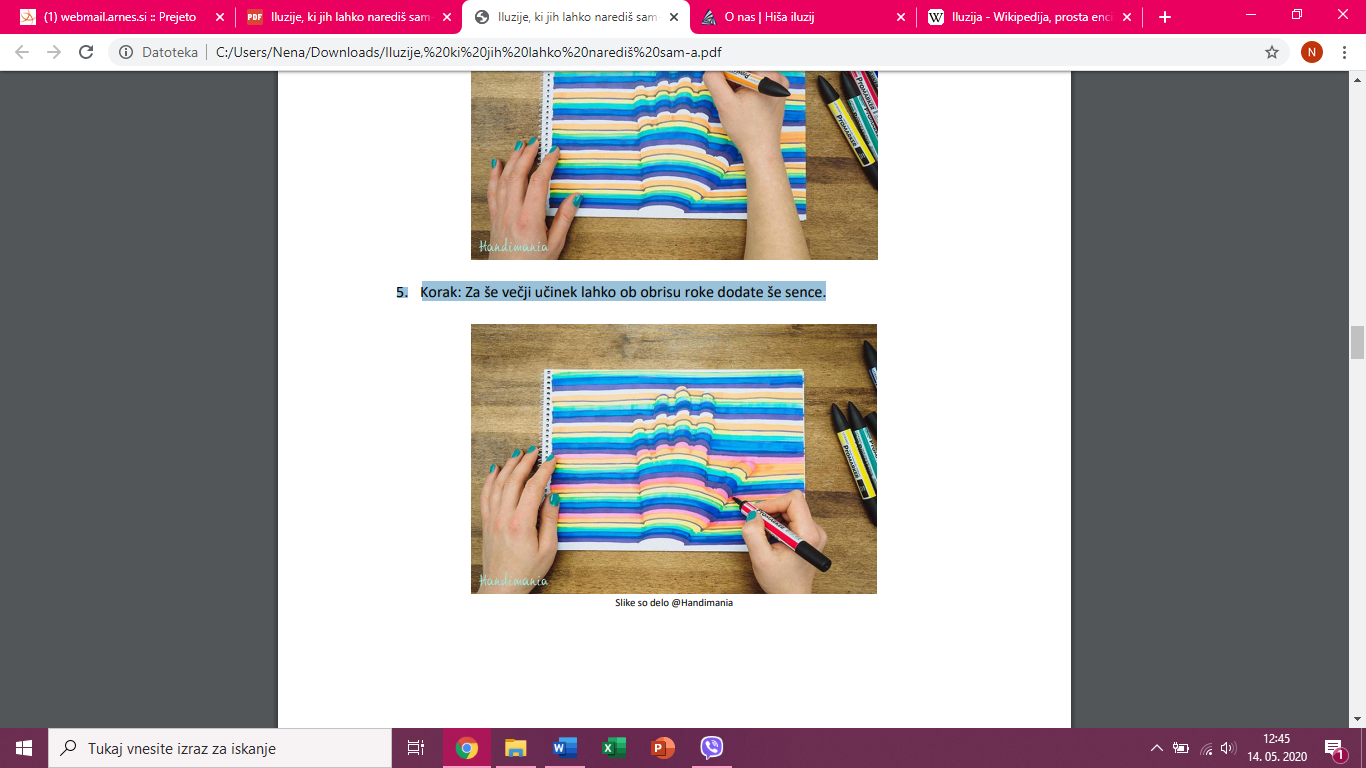 (1) webmail.arnes.si :: Prejeto
Iluzije, ki jih lahko narediš sam-
Iluzije, ki jih lahko narediš sam-
O nas | Hiša iluzij
Iluzija - Wikipedija, prosta enci
Datoteka
C:/Users/Nena/Downloads/Iluzije,%20ki%20jih%20lahko%20narediš%20sam-a.pdf
N
Handimania
5. Korak: Za še večji učinek lahko ob obrisu roke dodate še sence.
Handimania
Slike so delo @Handimania
Tukaj vnesite izraz za iskanje
12:45
14. 05. 2020
1